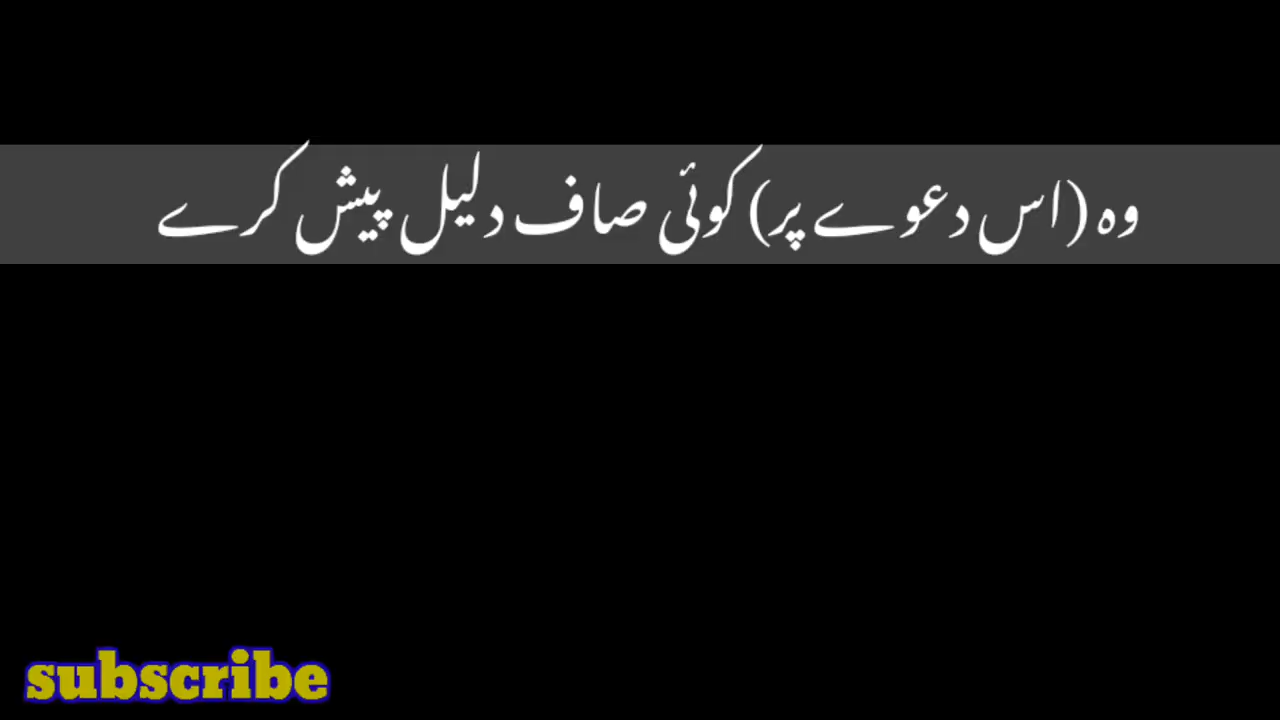 وہ (اس دعوے پر) کوئی صاف دلیل پیش کرے
subscribe